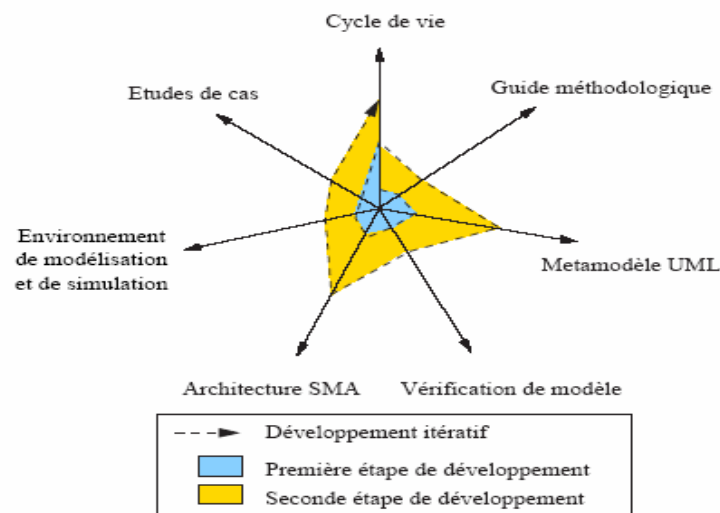 Cycle de vie
Etudes de cas
Guide méthodologique
Environnement
de modélisation
et de simulation
Metamodèle UML
Architecture SMA
Vérification de modèle
Développement itératif
Première étape de développement
Seconde étape de développement